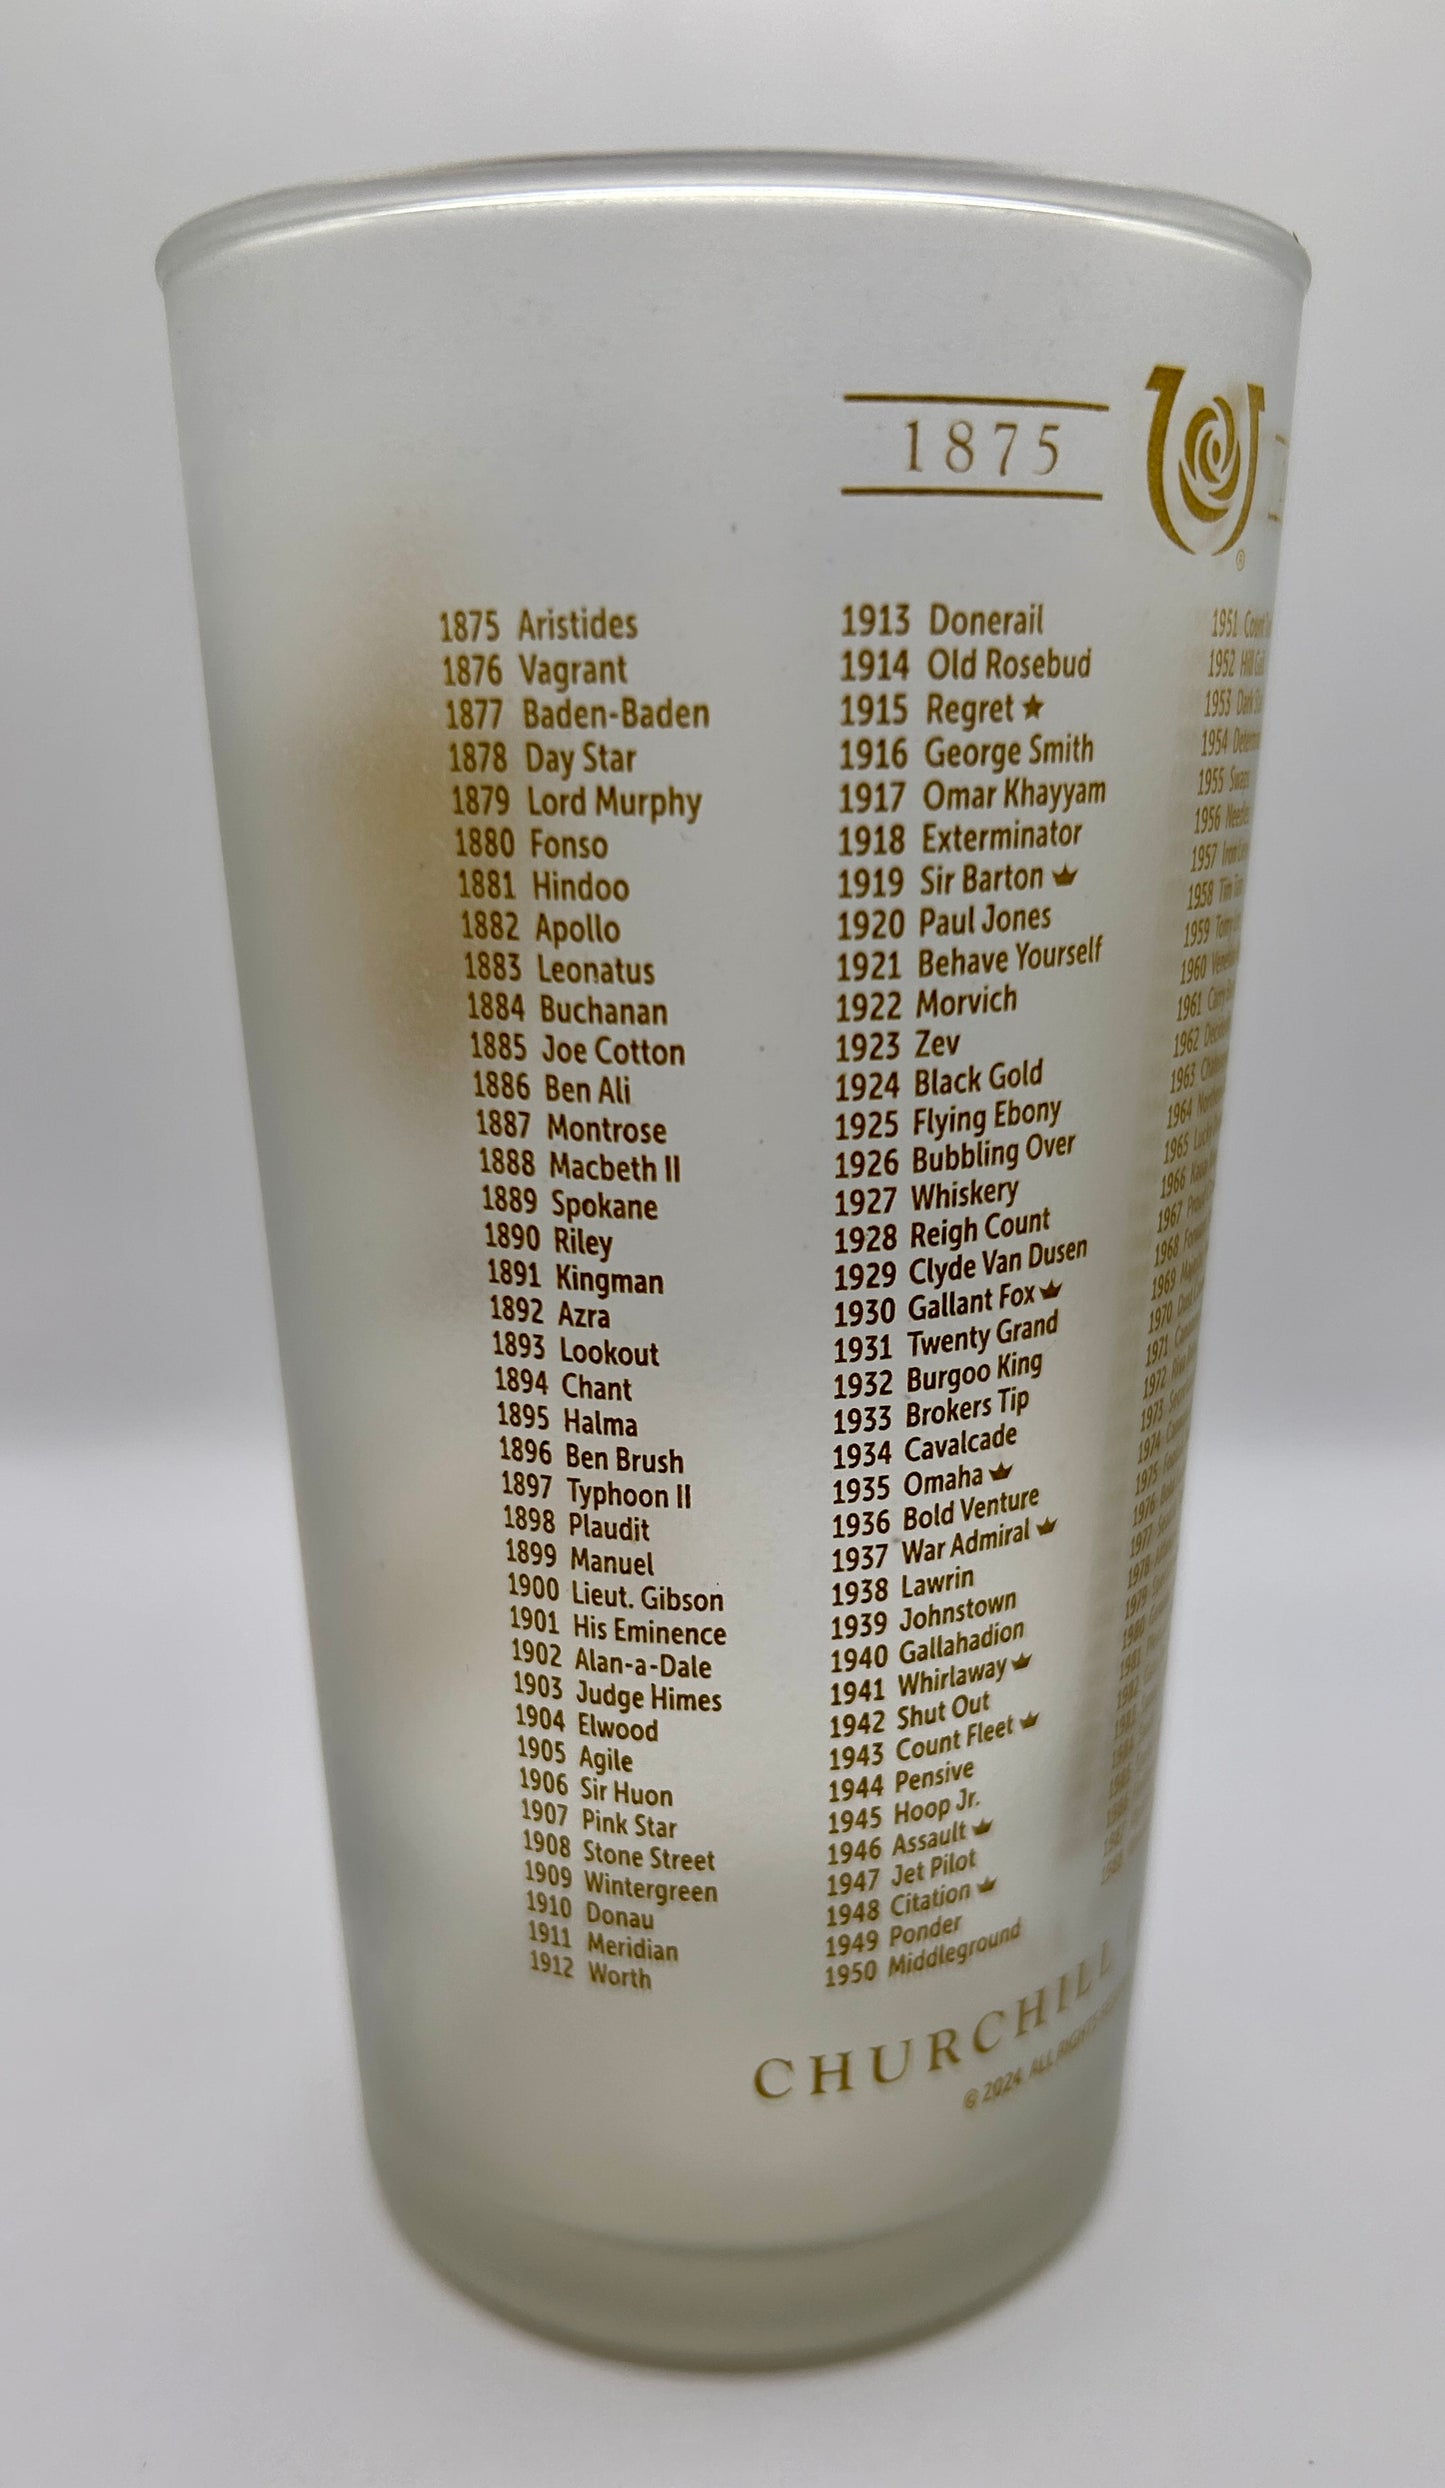 1875
1875 Aristides
1876 Vagrant
1877 Baden-Baden
1878 Day Star
1879 Lord Murphy
1880 Fonso
1881 Hindoo
1882 Apollo
1883 Leonatus
1884 Buchanan
1885 Joe Cotton
1886 Ben Ali
1887 Montrose
1888 Macbeth II
1889 Spokane
1890 Riley
1891 Kingman
1892 Azra
1893 Lookout
1894 Chant
1895 Halma
1896 Ben Brush
1897 Typhoon II
1898 Plaudit
1899 Manuel
1900 Lieut. Gibson
1901 His Eminence
1902 Alan-a-Dale
1903 Judge Himes
1904 Elwood
1905 Agile
1906 Sir Huon
1907 Pink Star
1908 Stone Street
1909 Wintergreen
1910 Donau
1911 Meridian
1912 Worth
1913 Donerail
1914 Old Rosebud
1915 Regret ★
1916 George Smith
1917 Omar Khayyam
1918 Exterminator
1919 Sir Barton
1920 Paul Jones
1921 Behave Yourself
1922 Morvich
1923 Zev
1924 Black Gold
1925 Flying Ebony
1926 Bubbling Over
1927 Whiskery
1928 Reigh Count
1929 Clyde Van Dusen
1930 Gallant Fox
1931 Twenty Grand
1932 Burgoo King
1933 Brokers Tip
1934 Cavalcade
1935 Omaha
1936 Bold Venture
1937 War Admiral
1938 Lawrin
1939 Johnstown
1940 Gallahadion
1941 Whirlaway
1942 Shut Out
1943 Count Fleet
1944 Pensive
1945 Hoop Jr.
1946 Assault
1947 Jet Pilot
1948 Citation
1949 Ponder
1950 Middleground
1951
1952
1953
1954
1955 Swaps
1956
1957
1958
1959
1960
1961
1962
1963
1964
1965
1966
1967
1968
1969
1970
1971
1972
1973
1974
1975
1976
1977
1978
1979
CHURCHILL
© 2024. ALL RIGHTS